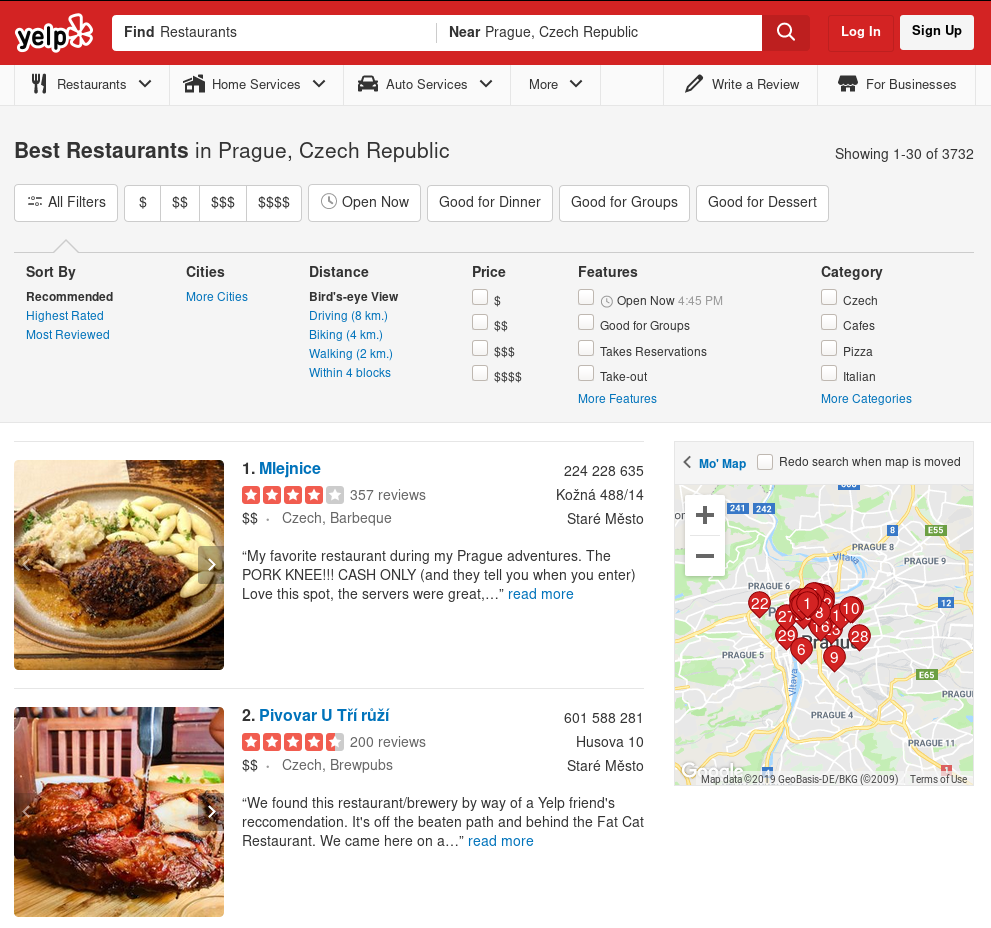 yelp
Find Restaurants
Near Prague, Czech Republic
Log In
Sign Up
Restaurants
Home Services
Auto Services
More
Write a Review
For Businesses
Best Restaurants in Prague, Czech Republic
Showing 1-30 of 3732
All Filters
$
$$
$$$
$$$$
Open Now
Good for Dinner
Good for Groups
Good for Dessert
Sort By
Recommended
Highest Rated
Most Reviewed
Cities
More Cities
Distance
Bird's-eye View
Driving (8 km.)
Biking (4 km.)
Walking (2 km.)
Within 4 blocks
Price
$
$$
$$$
$$$$
Features
Open Now 4:45 PM
Good for Groups
Takes Reservations
Take-out
More Features
Category
Czech
Cafes
Pizza
Italian
More Categories
1. Mlejnice
357 reviews
$$ · Czech, Barbeque
224 228 635
Kožná 488/14
Staré Město
“My favorite restaurant during my Prague adventures. The
PORK KNEE!!! CASH ONLY (and they tell you when you enter)
Love this spot, the servers were great,…” read more
2. Pivovar U Tří růží
200 reviews
$$ · Czech, Brewpubs
601 588 281
Husova 10
Staré Město
“We found this restaurant/brewery by way of a Yelp friend's
reccomendation. It's off the beaten path and behind the Fat Cat
Restaurant. We came here on a…” read more
Mo' Map
Redo search when map is moved
241
242
8
E55
PRAGUE 8
Vltava
PRAGUE 9
PRAGUE 6
12
22
1
10
27
8
16
29
28
6
9
Prague
PRAGUE 5
E65
Vltava
PRAGU
PRAGUE 4
PRAGUE 11
1
Google
Map data ©2019 GeoBasis-DE/BKG (©2009)
Terms of Use